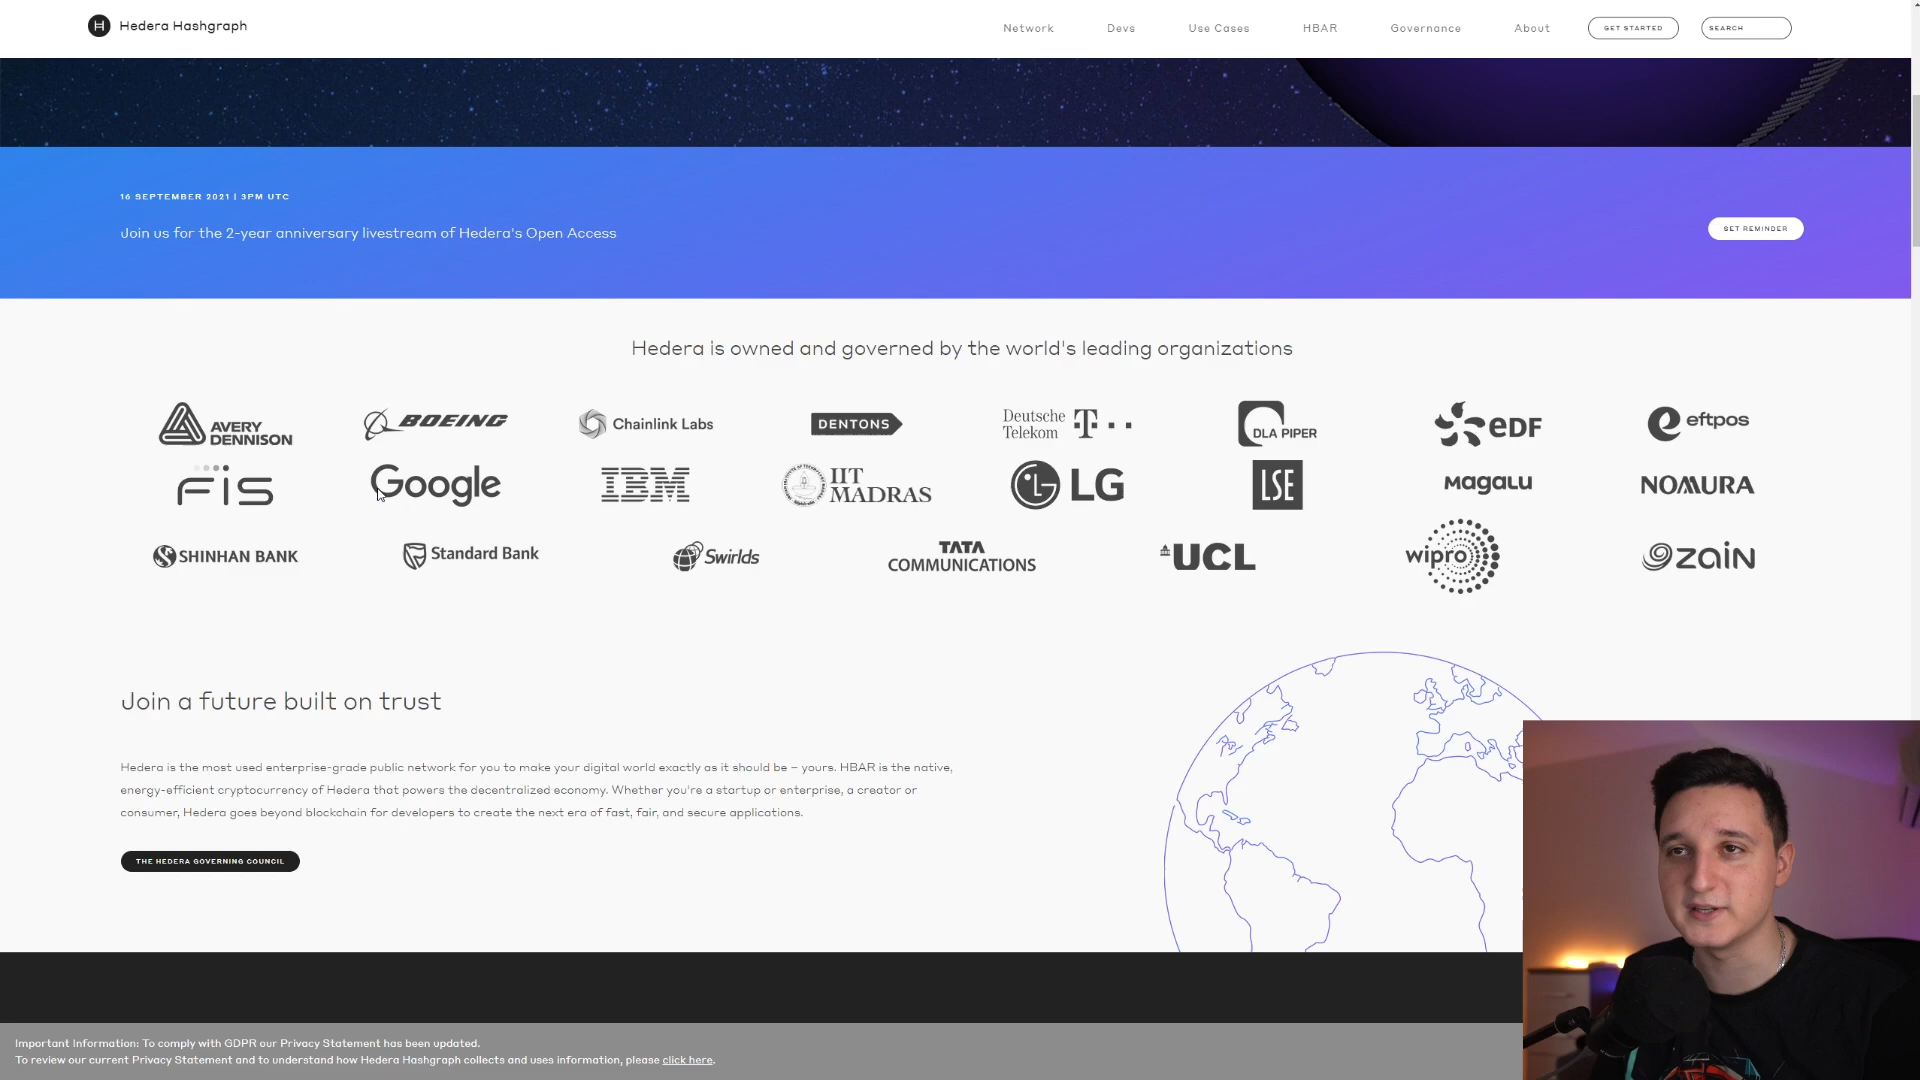 Hedera Hashgraph
Network
Devs
Use Cases
HBAR
Governance
About
GET STARTED
SEARCH
16 SEPTEMBER 2021 | 3PM UTC
Join us for the 2-year anniversary livestream of Hedera's Open Access
SET REMINDER
Hedera is owned and governed by the world's leading organizations
AVERY DENNISON
BOEING
Chainlink Labs
DENTONS
Deutsche Telekom T
DLA PIPER
eDF
eftpos
FIS
Google
IBM
IIT MADRAS
LG
LSE
Magalu
NOMURA
SHINHAN BANK
Standard Bank
Swirlds
TATA COMMUNICATIONS
UCL
wipro
zain
Join a future built on trust
Hedera is the most used enterprise-grade public network for you to make your digital world exactly as it should be – yours. HBAR is the native,
energy-efficient cryptocurrency of Hedera that powers the decentralized economy. Whether you're a startup or enterprise, a creator or
consumer, Hedera goes beyond blockchain for developers to create the next era of fast, fair, and secure applications.
THE HEDERA GOVERNING COUNCIL
Important Information: To comply with GDPR our Privacy Statement has been updated.
To review our current Privacy Statement and to understand how Hedera Hashgraph collects and uses information, please click here.